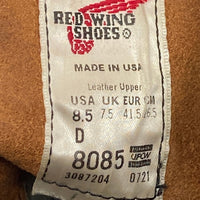 RED WING
SHOES®
MADE IN USA
Leather Upper
USA UK EUR CM
8.5 7.5 41.5 26.5
D
8085 UFCW
3087204 0721